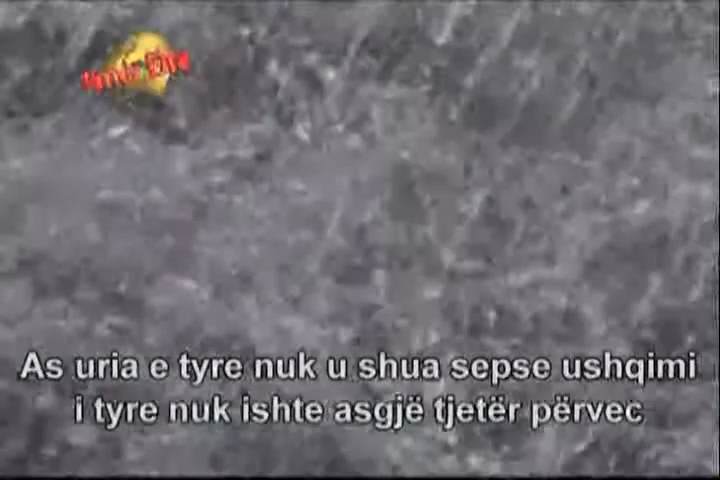 As uria e tyre nuk u shua sepse ushqimi
i tyre nuk ishte asgjë tjetër përvec